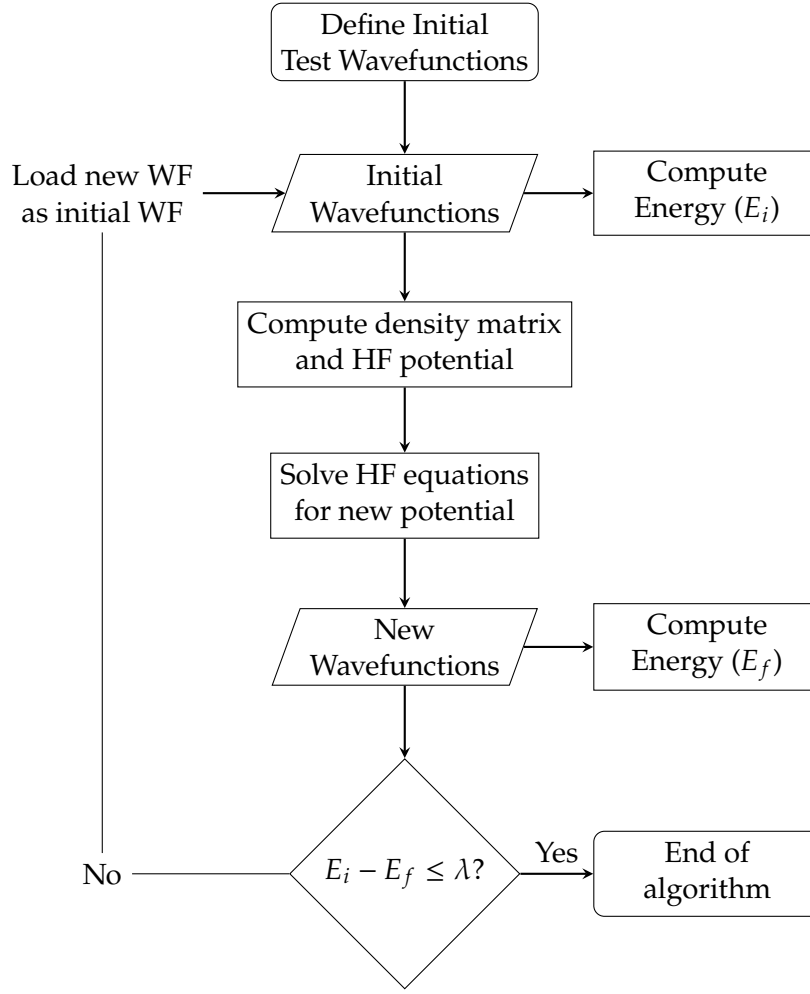 Define Initial
Test Wavefunctions
Load new WF
as initial WF
Initial
Wavefunctions
Compute
Energy (E_i)
Compute density matrix
and HF potential
Solve HF equations
for new potential
New
Wavefunctions
Compute
Energy (E_f)
No
E_i − E_f ≤ λ?
Yes
End of
algorithm